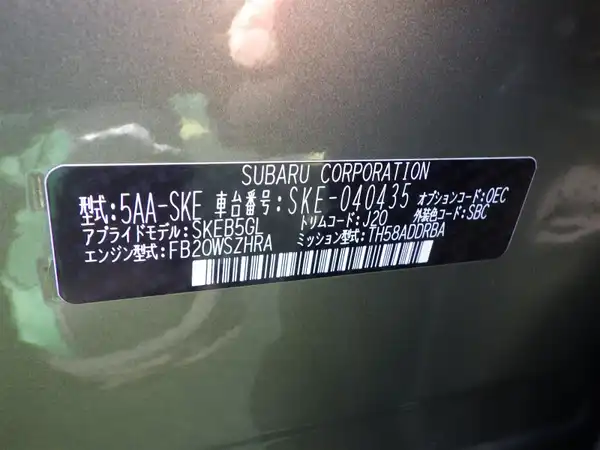 SUBARU CORPORATION
型式:5AA-SKE 車台番号:SKE-040435 オプションコード:OEC
アプライドモデル:SKEB5GL トリムコード:J20 外装色コード:SBC
エンジン型式:FB20WSZHRA ミッション型式:TH58ADDRBA